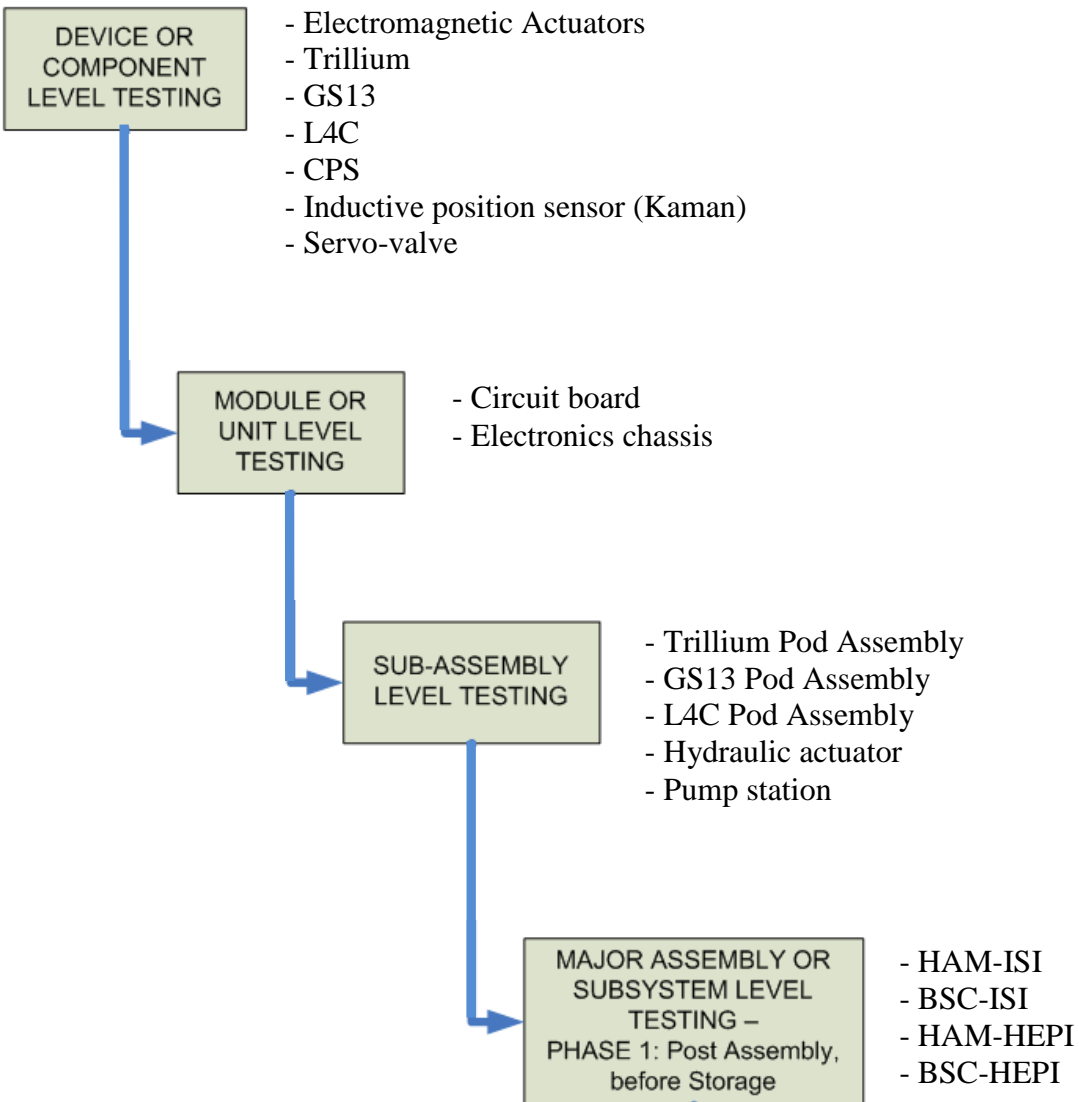 DEVICE OR
COMPONENT
LEVEL TESTING
- Electromagnetic Actuators
- Trillium
- GS13
- L4C
- CPS
- Inductive position sensor (Kaman)
- Servo-valve
MODULE OR
UNIT LEVEL
TESTING
- Circuit board
- Electronics chassis
SUB-ASSEMBLY
LEVEL TESTING
- Trillium Pod Assembly
- GS13 Pod Assembly
- L4C Pod Assembly
- Hydraulic actuator
- Pump station
MAJOR ASSEMBLY OR
SUBSYSTEM LEVEL
TESTING –
PHASE 1: Post Assembly,
before Storage
- HAM-ISI
- BSC-ISI
- HAM-HEPI
- BSC-HEPI